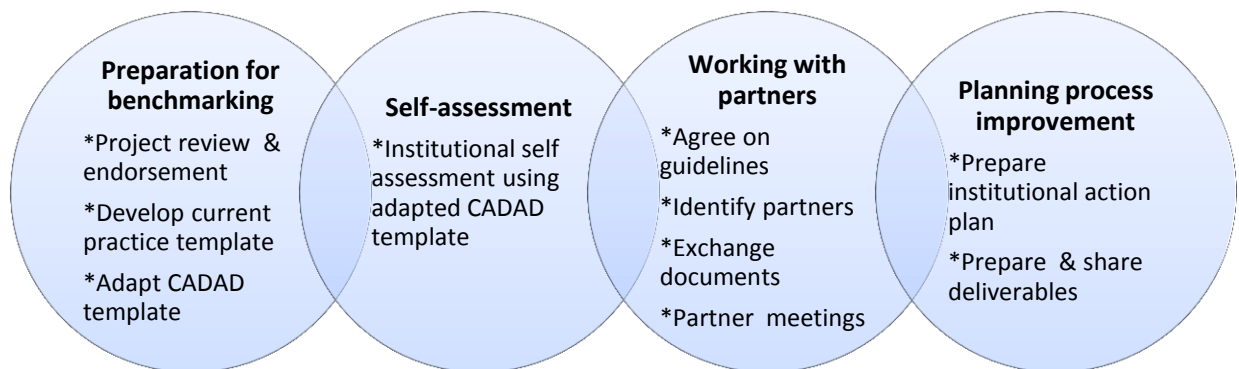 Preparation for
benchmarking
*Project review & 
endorsement
*Develop current
practice template
*Adapt CADAD
template
Self-assessment
*Institutional self
assessment using
adapted CADAD
template
Working with
partners
*Agree on
guidelines
*Identify partners
*Exchange
documents
*Partner meetings
Planning process
improvement
*Prepare
institutional action
plan
*Prepare & share
deliverables